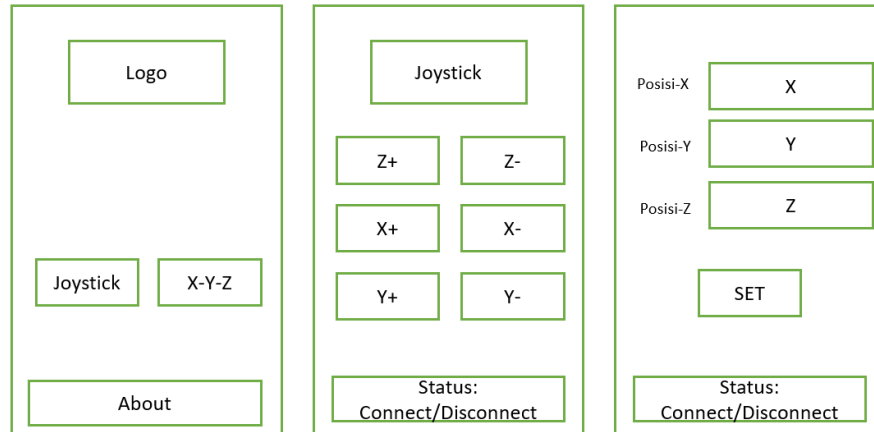 Logo
Joystick
X-Y-Z
About
Joystick
Z+
Z-
X+
X-
Y+
Y-
Status:
Connect/Disconnect
Posisi-X
X
Posisi-Y
Y
Posisi-Z
Z
SET
Status:
Connect/Disconnect